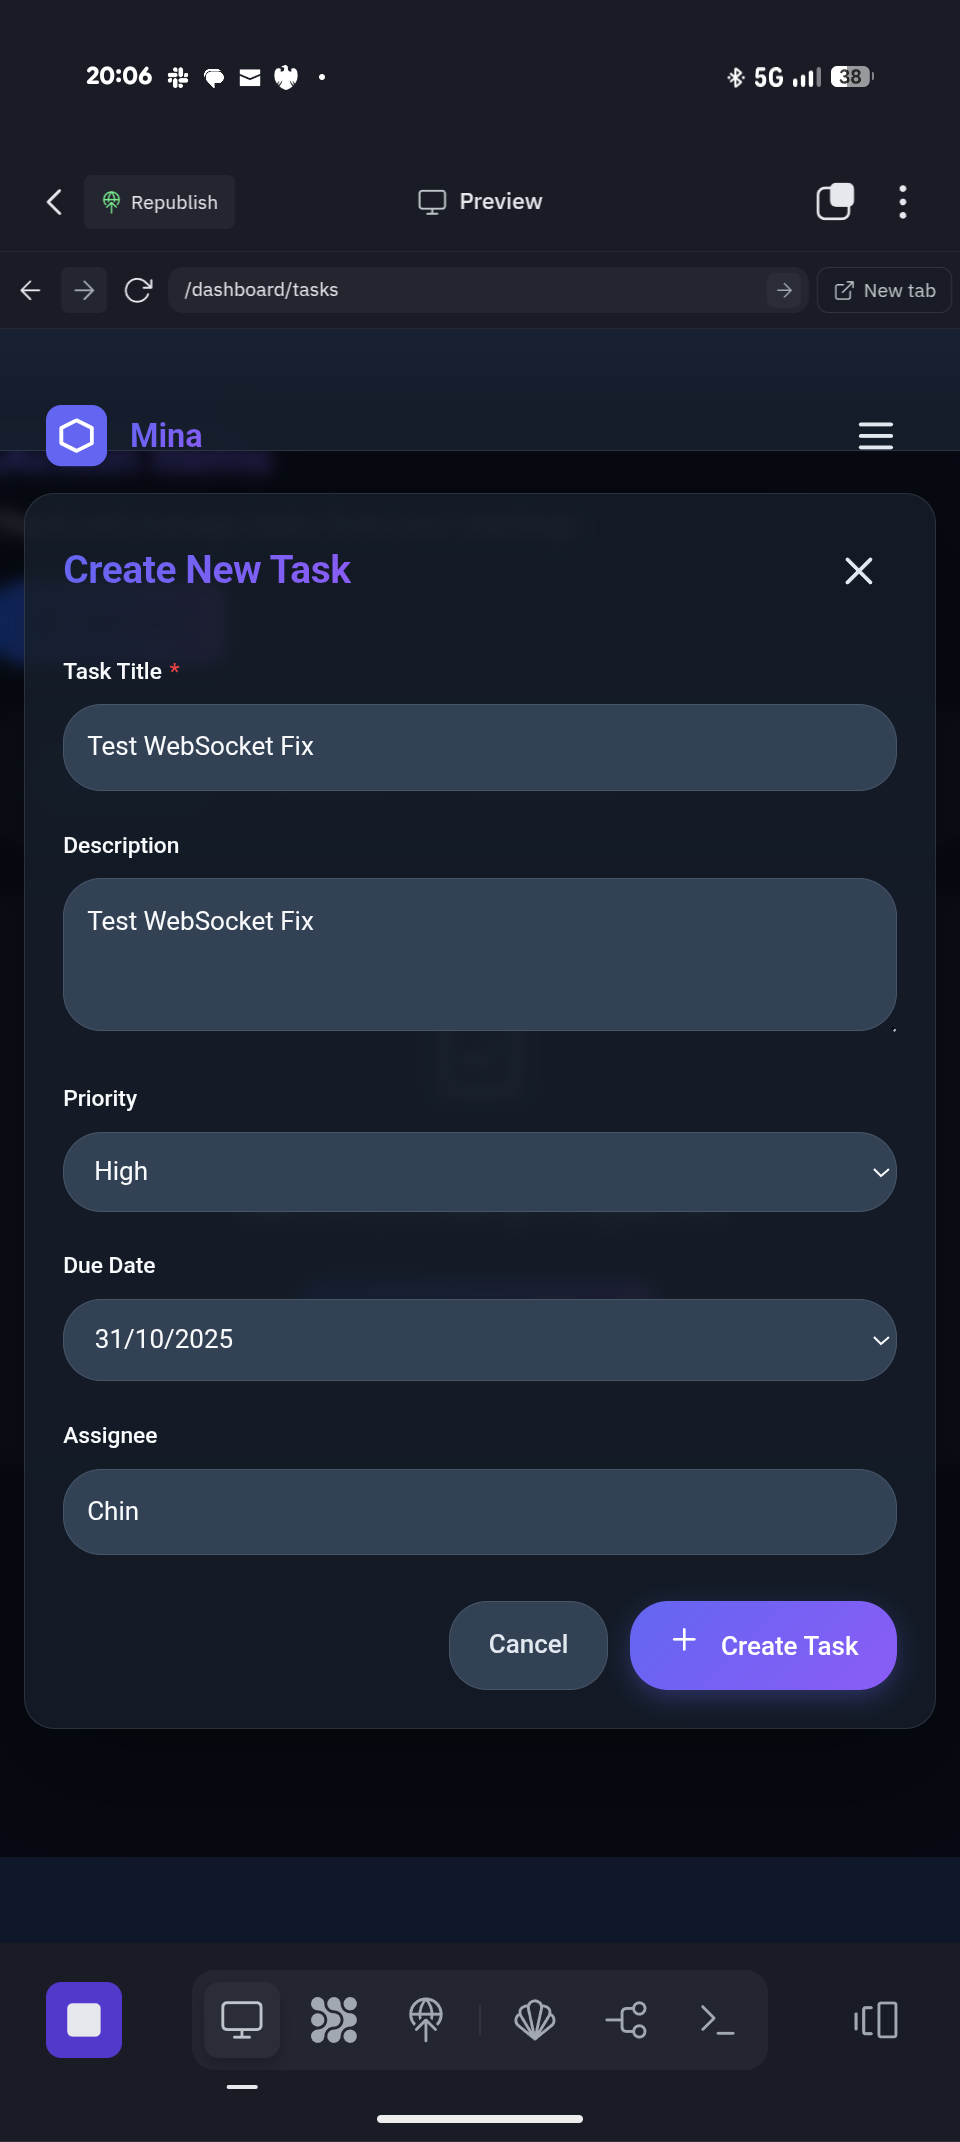 20:06
5G
38
Republish
Preview
/dashboard/tasks
New tab
Mina
Create New Task
Task Title *
Test WebSocket Fix
Description
Test WebSocket Fix
Priority
High
Due Date
31/10/2025
Assignee
Chin
Cancel
Create Task